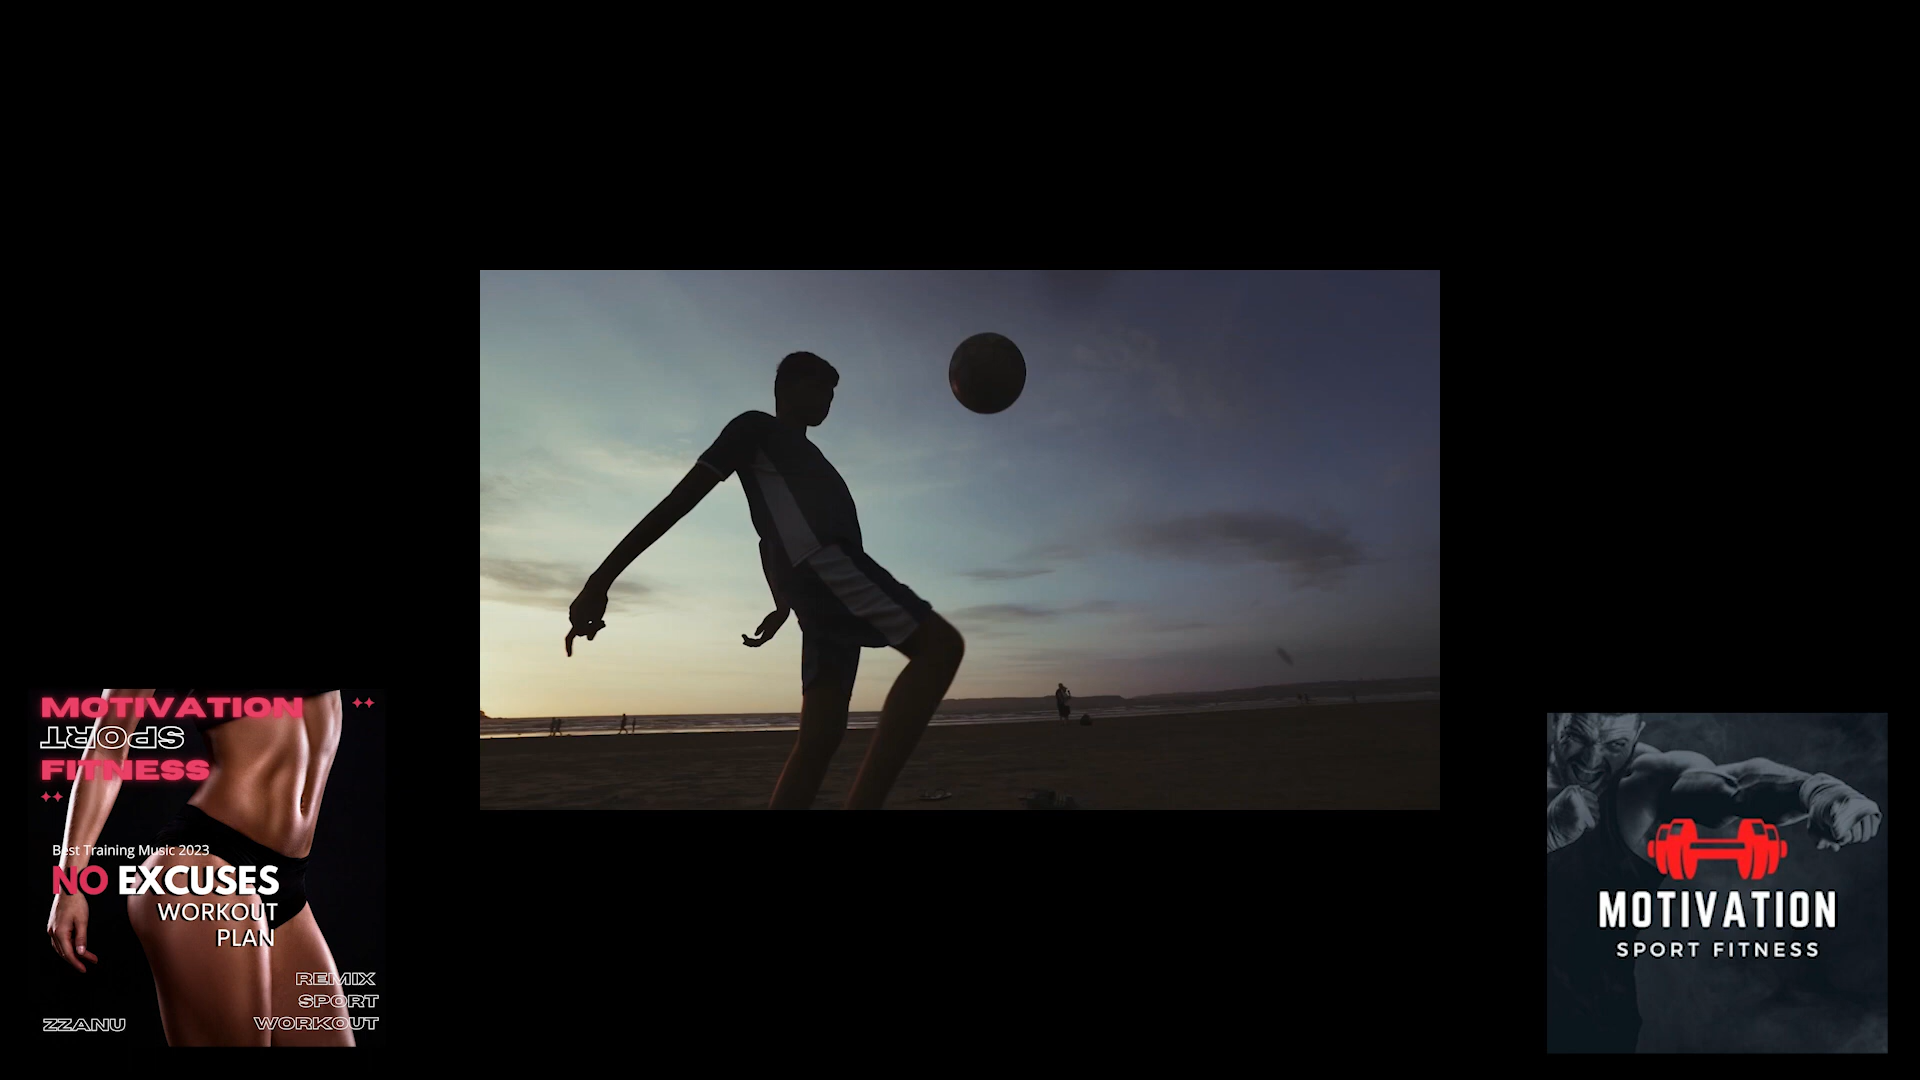 MOTIVATION
SPORT
FITNESS
Best Training Music 2023
NO EXCUSES
WORKOUT
PLAN
REMIX
SPORT
WORKOUT
ZZANU
MOTIVATION
SPORT FITNESS